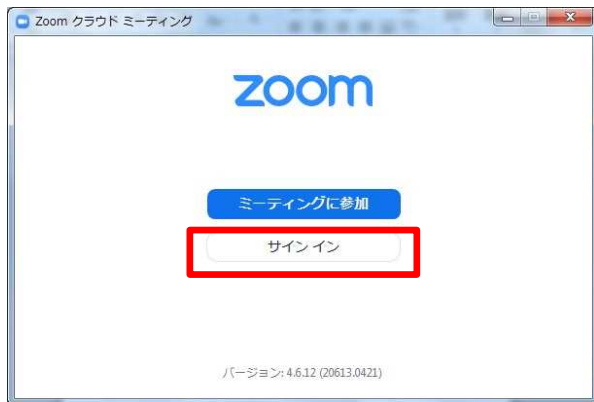 Zoom クラウド ミーティング
zoom
ミーティングに参加
サイン イン
バージョン: 4.6.12 (20613.0421)